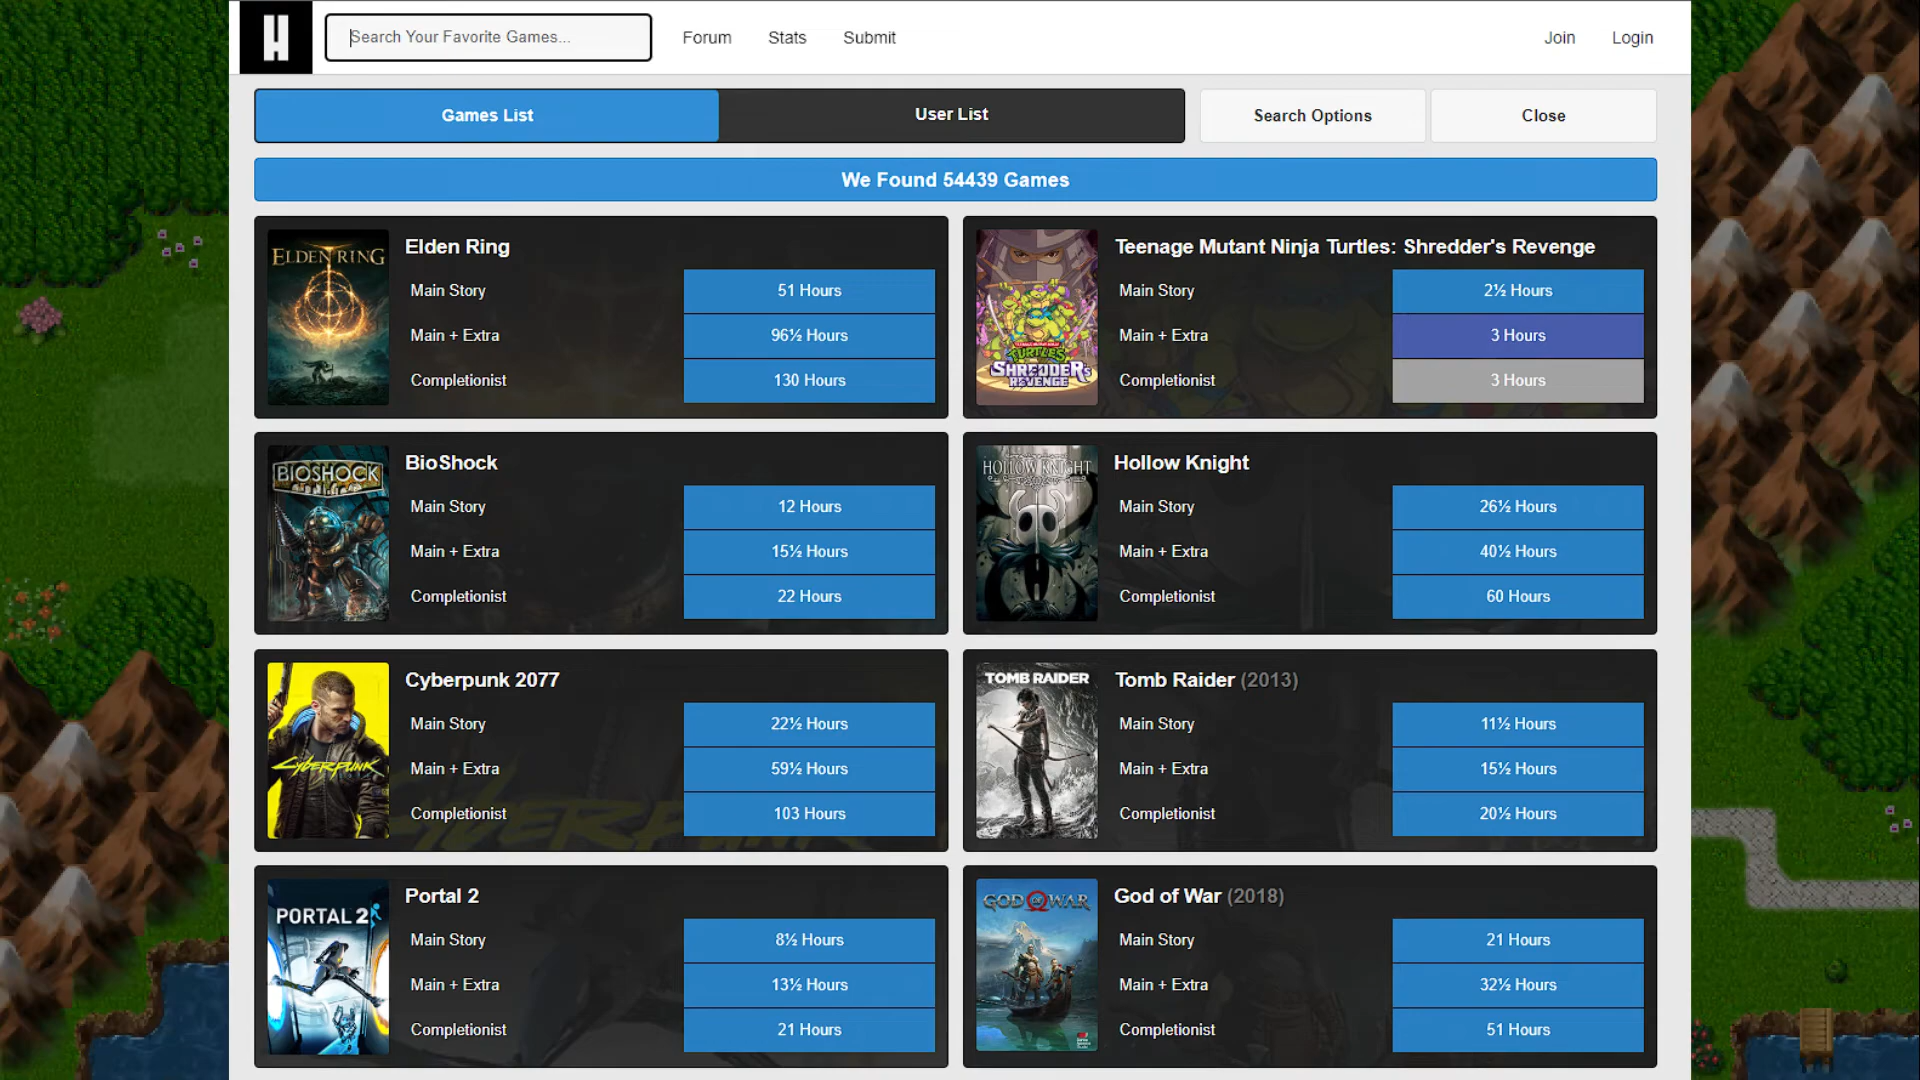 H
Search Your Favorite Games...
Forum
Stats
Submit
Join
Login
Games List
User List
Search Options
Close
We Found 54439 Games
ELDEN RING
Elden Ring
Main Story
51 Hours
Main + Extra
96½ Hours
Completionist
130 Hours
TEENAGE MUTANT NINJA
TURTLES
SHREDDER'S
REVENGE
Teenage Mutant Ninja Turtles: Shredder's Revenge
Main Story
2½ Hours
Main + Extra
3 Hours
Completionist
3 Hours
BIOSHOCK
BioShock
Main Story
12 Hours
Main + Extra
15½ Hours
Completionist
22 Hours
HOLLOW KNIGHT
Hollow Knight
Main Story
26½ Hours
Main + Extra
40½ Hours
Completionist
60 Hours
CYBERPUNK
Cyberpunk 2077
Main Story
22½ Hours
Main + Extra
59½ Hours
Completionist
103 Hours
TOMB RAIDER
Tomb Raider (2013)
Main Story
11½ Hours
Main + Extra
15½ Hours
Completionist
20½ Hours
PORTAL 2
Portal 2
Main Story
8½ Hours
Main + Extra
13½ Hours
Completionist
21 Hours
GOD OF WAR
God of War (2018)
Main Story
21 Hours
Main + Extra
32½ Hours
Completionist
51 Hours